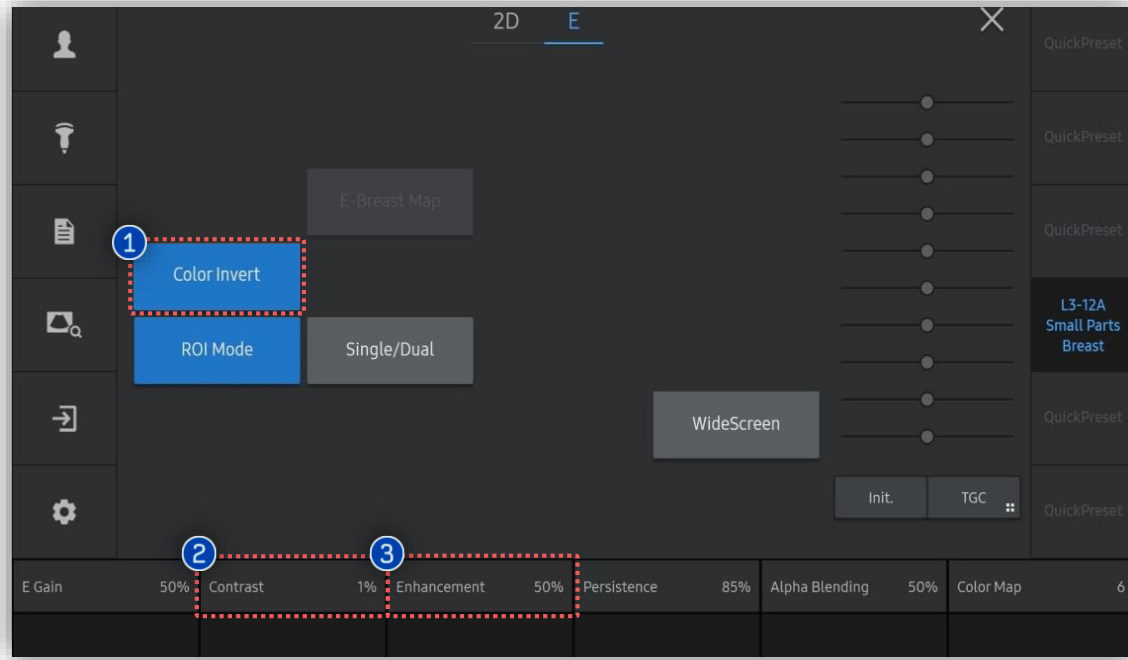 2D E
QuickPreset
QuickPreset
E-Breast Map
QuickPreset
1
Color Invert
L3-12A
Small Parts
Breast
ROI Mode
Single/Dual
WideScreen
QuickPreset
Init.
TGC
QuickPreset
2
3
E Gain 50%
Contrast 1%
Enhancement 50%
Persistence 85%
Alpha Blending 50%
Color Map 6